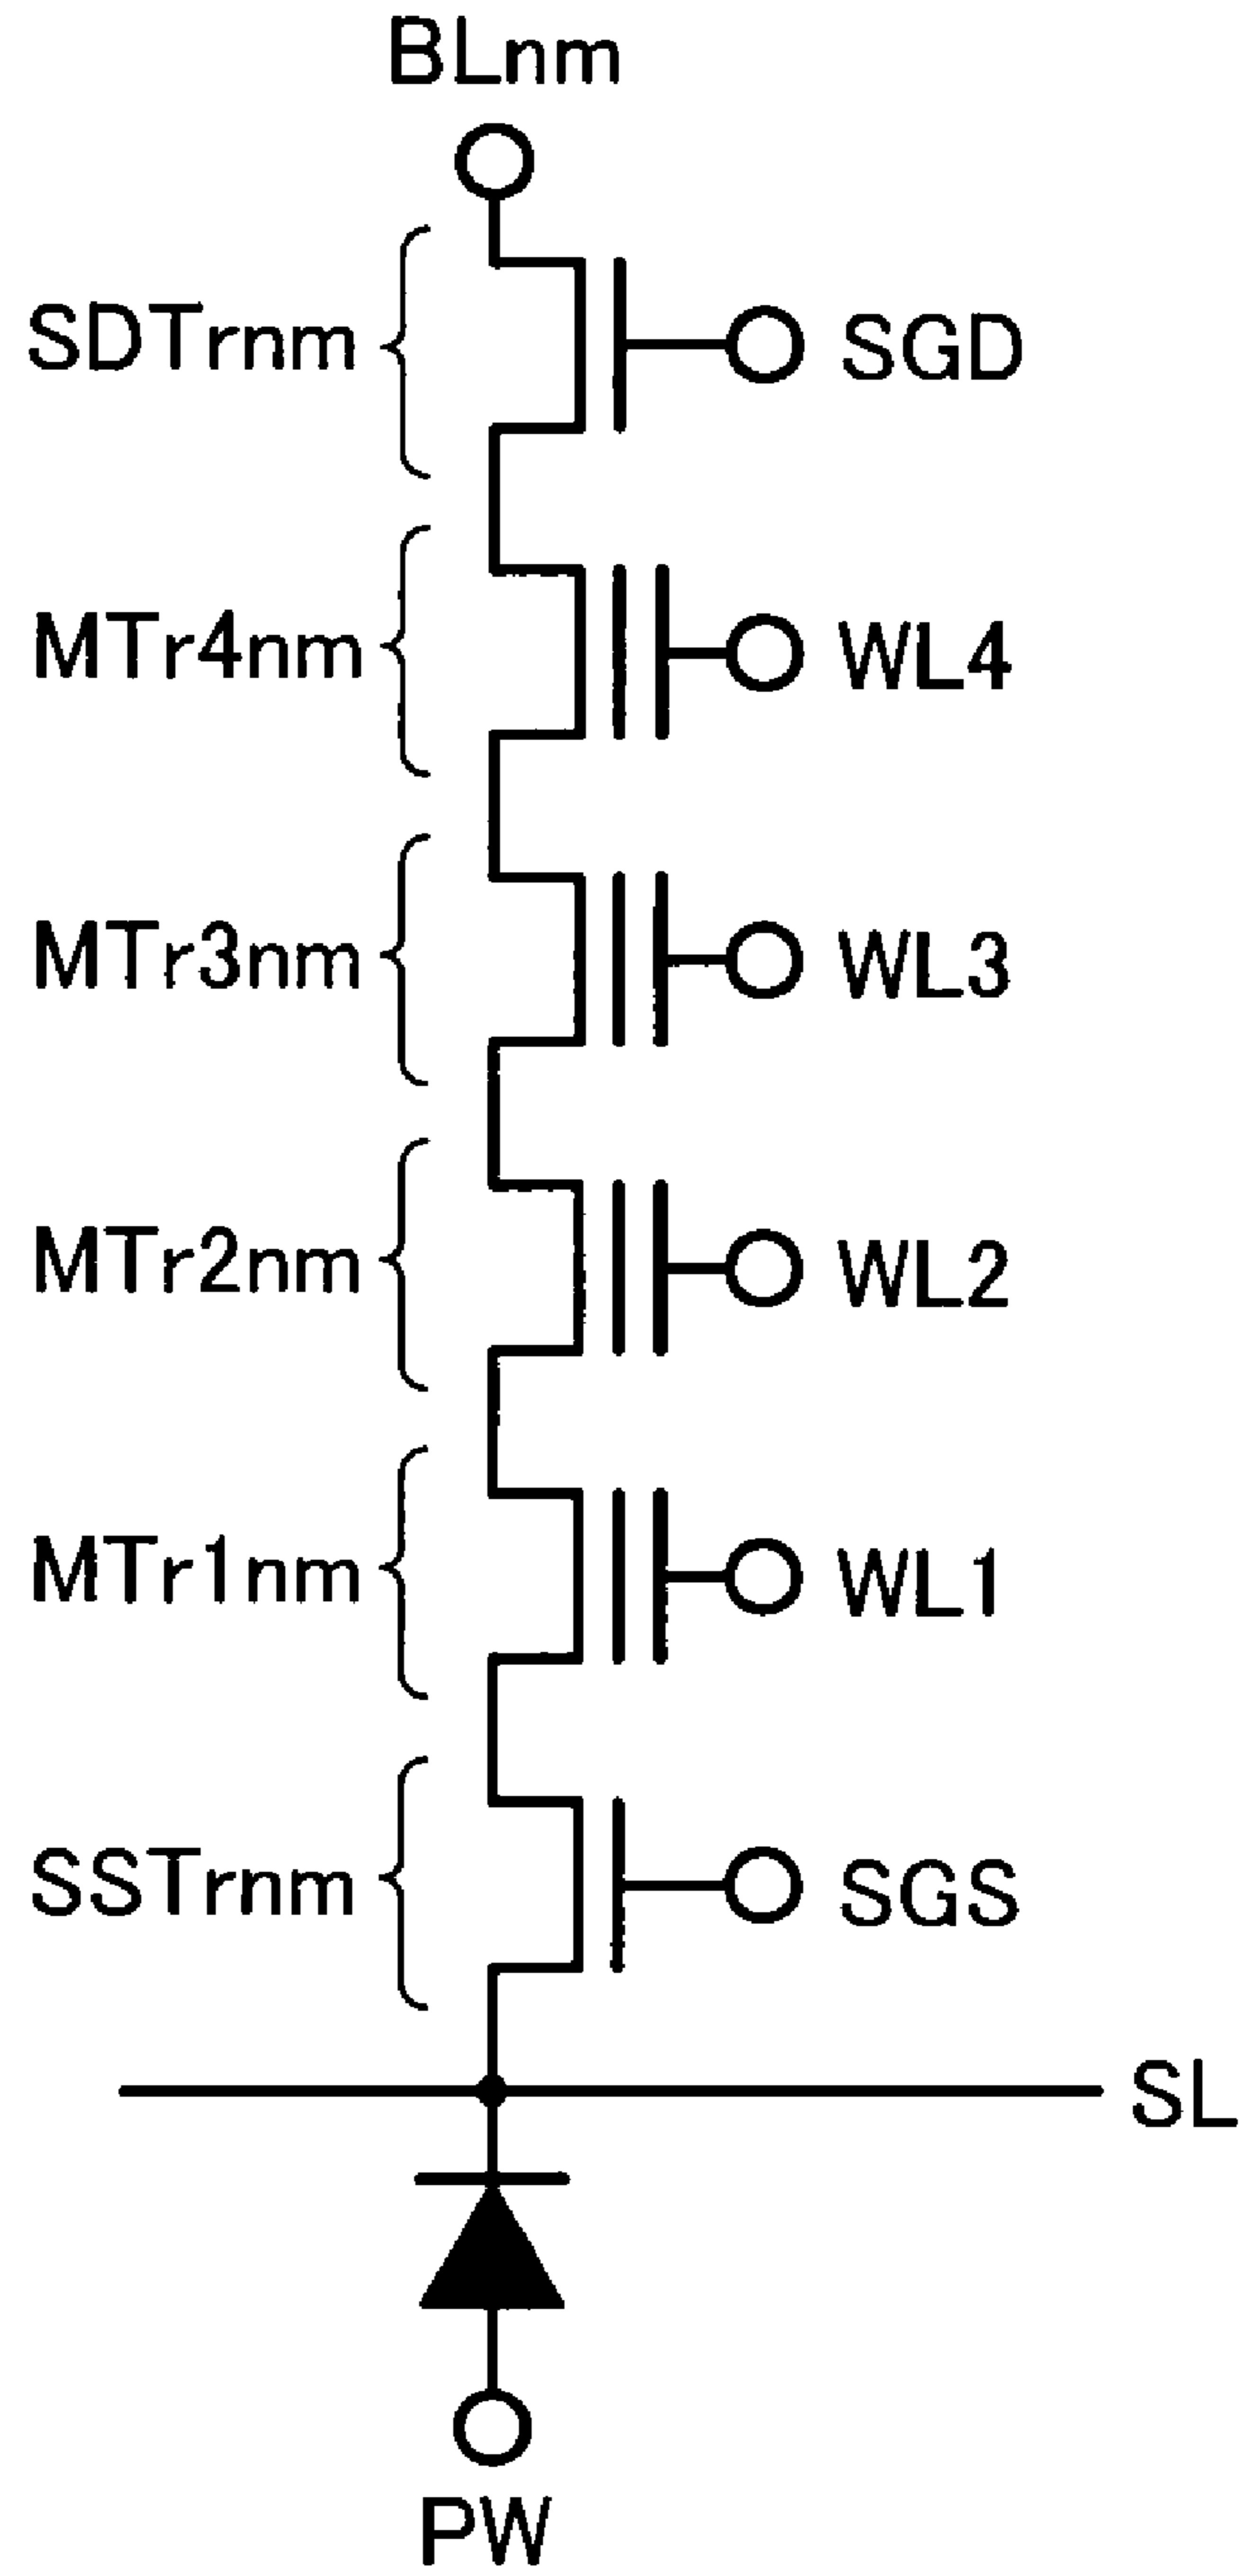 BLnm
SDTrnm SGD
MTr4nm WL4
MTr3nm WL3
MTr2nm WL2
MTr1nm WL1
SSTrnm SGS
SL
PW